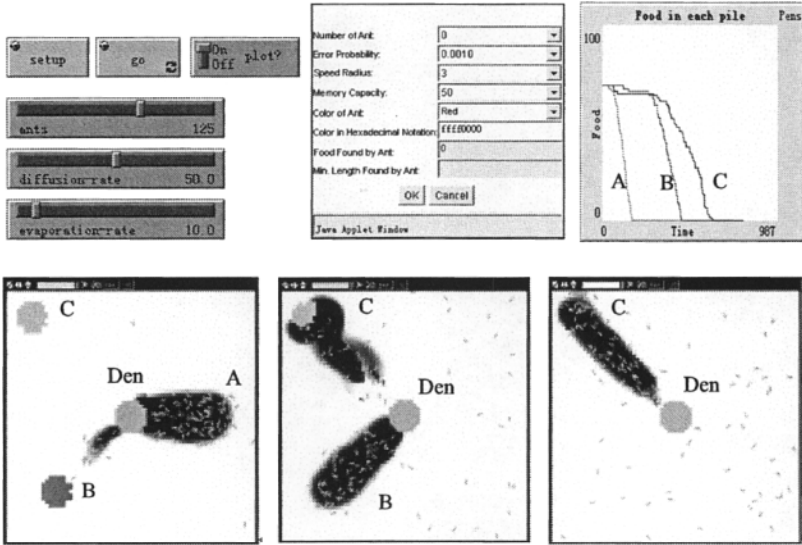 setup
go
On
Off
plot?
ants 125
diffusion-rate 50.0
evaporation-rate 10.0
Number of Ant: 0
Error Probability: 0.0010
Speed Radius: 3
Memory Capacity: 50
Color of Ant: Red
Color in Hexadecimal Notation: ffff0000
Food Found by Ant: 0
Min. Length Found by Ant:
OK Cancel
Java Applet Window
Food in each pile
Pens
100
Food
A B C
0
0 Time 987
C
Den
A
B
C
Den
B
C
Den